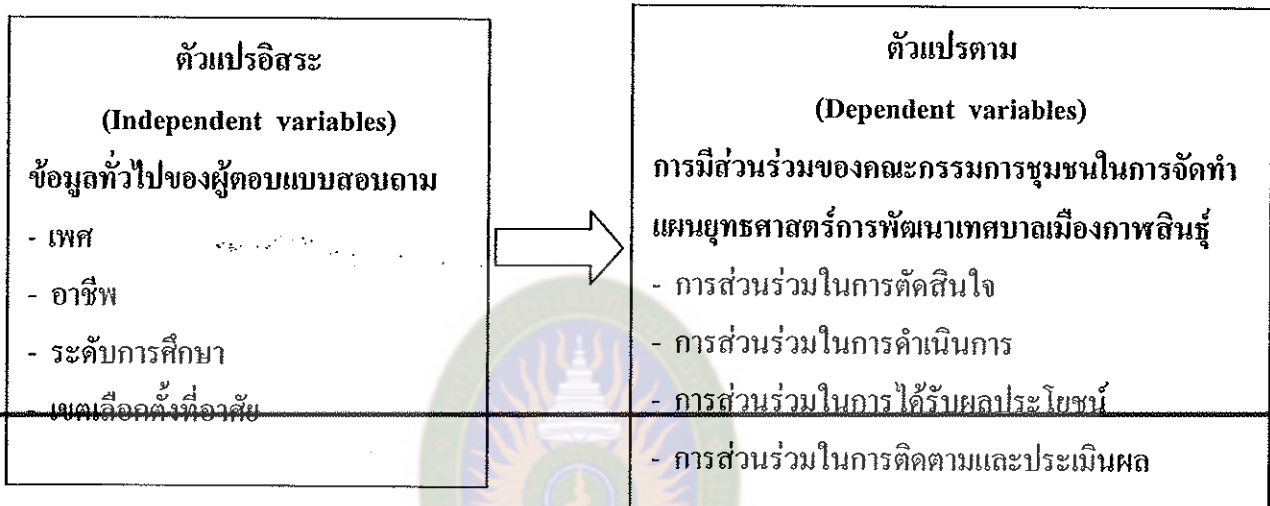 ตัวแปรอิสระ
(Independent variables)
ข้อมูลทั่วไปของผู้ตอบแบบสอบถาม
- เพศ
- อาชีพ
- ระดับการศึกษา
- เขตเลือกตั้งที่อาศัย
ตัวแปรตาม
(Dependent variables)
การมีส่วนร่วมของคณะกรรมการชุมชนในการจัดทำ
แผนยุทธศาสตร์การพัฒนาเทศบาลเมืองกาฬสินธุ์
- การส่วนร่วมในการตัดสินใจ
- การส่วนร่วมในการดำเนินการ
- การส่วนร่วมในการได้รับผลประโยชน์
- การส่วนร่วมในการติดตามและประเมินผล